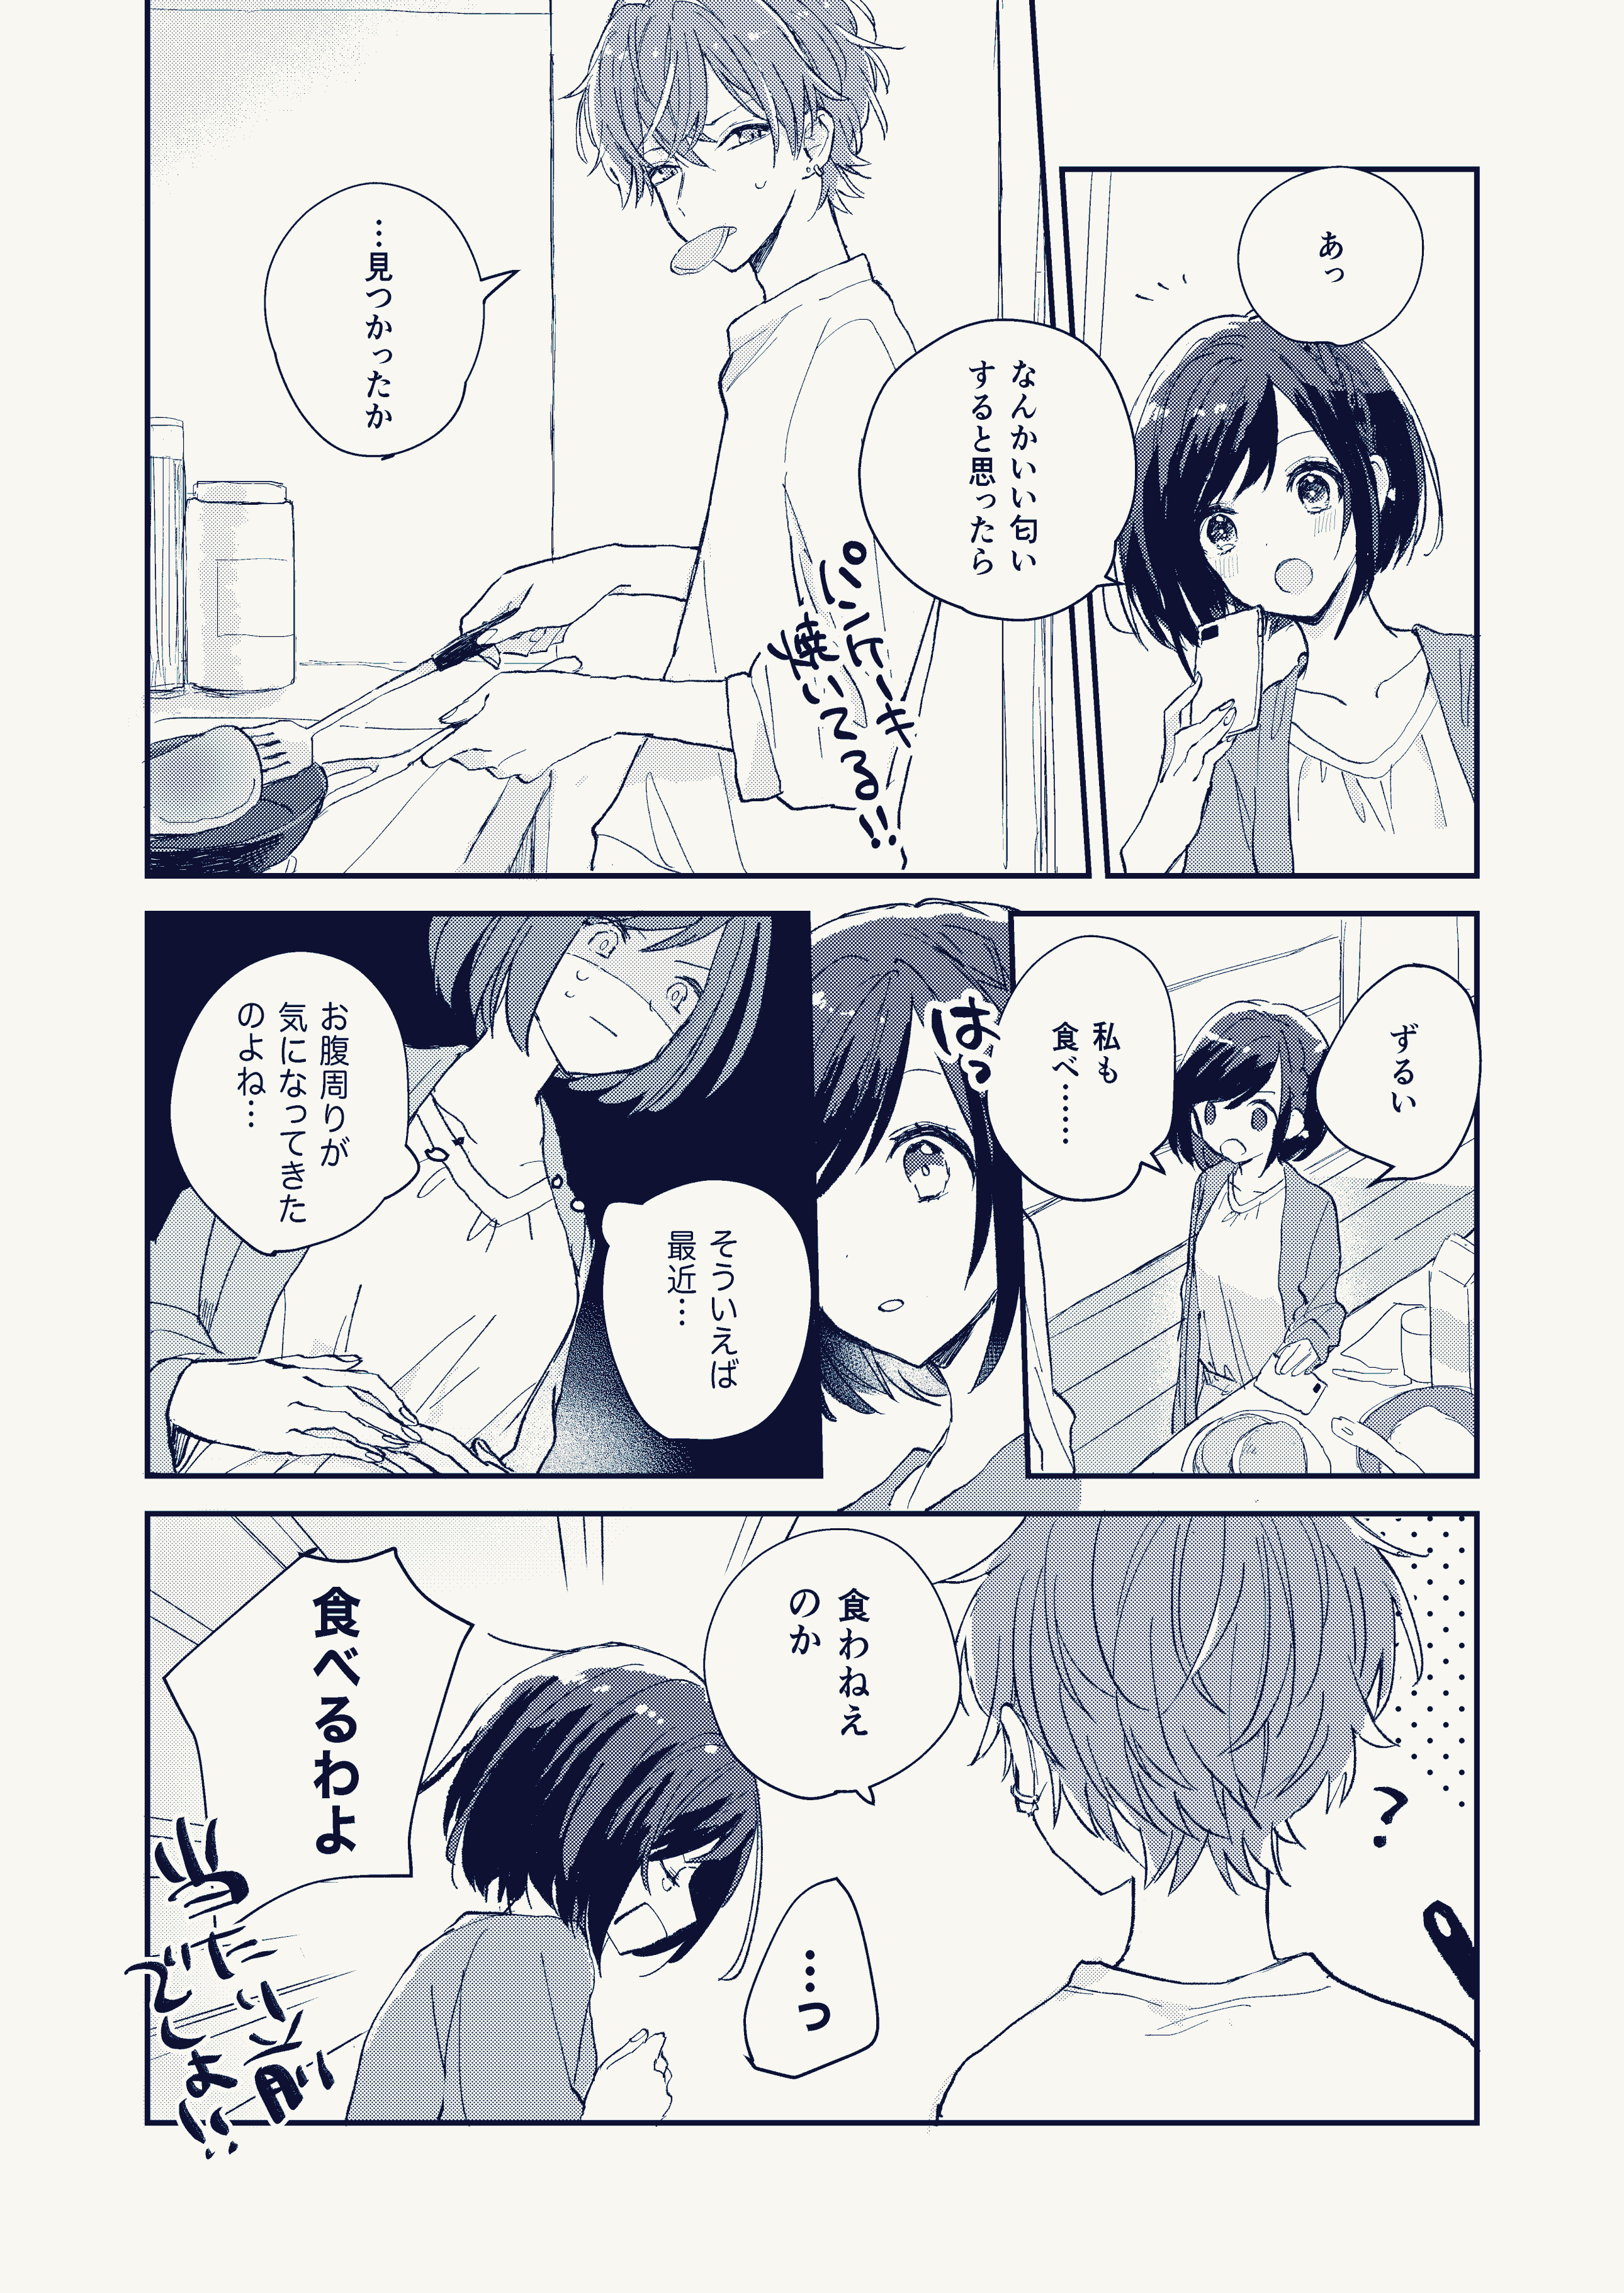 あっ
なんかいい匂い
すると思ったら
パンケーキ
焼いてる!!
…見つかったか
ずるい
私も
食べ……
はっ
そういえば
最近…
お腹周りが
気になってきた
のよね…
?
食わねえ
のか
…っ
食べるわよ
当たり前
でしょ!!